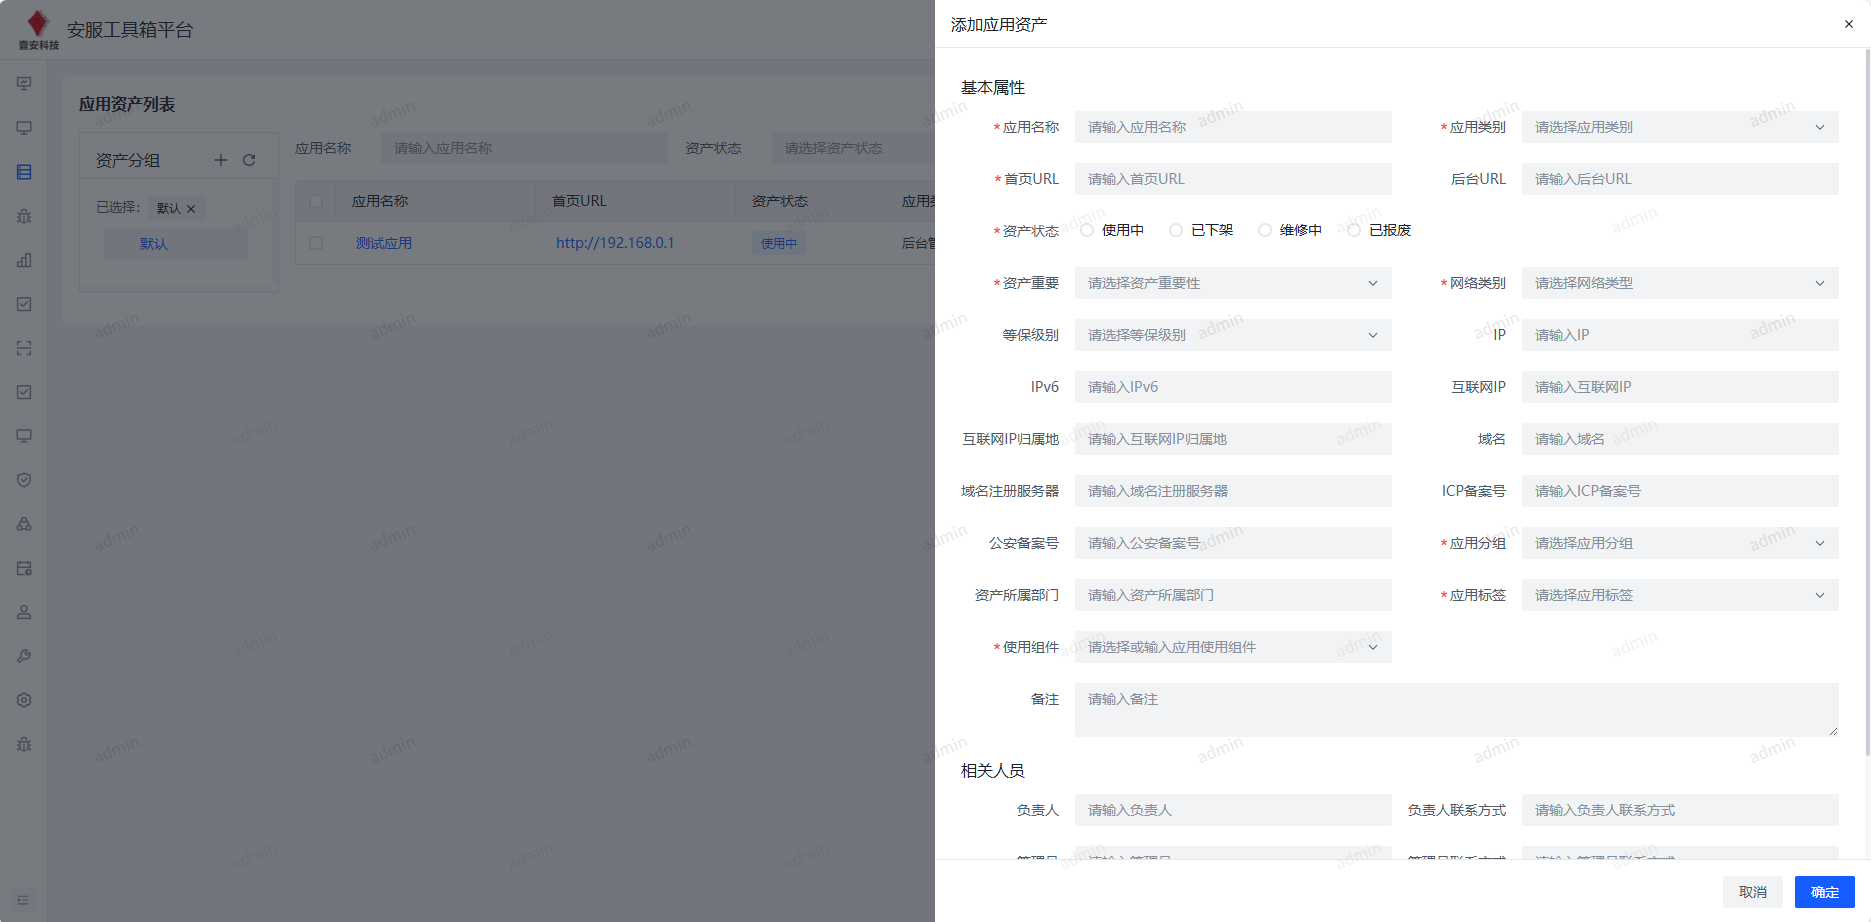 壹安科技
安服工具箱平台
应用资产列表
资产分组
已选择：
默认
默认
应用名称 请输入应用名称 资产状态 请选择资产状态
应用名称 首页URL 资产状态
测试应用 http://192.168.0.1 使用中
添加应用资产
基本属性
*应用名称 请输入应用名称 *应用类别 请选择应用类别
*首页URL 请输入首页URL 后台URL 请输入后台URL
*资产状态 使用中 已下架 维修中 已报废
*资产重要 请选择资产重要性 *网络类别 请选择网络类型
等保级别 请选择等保级别 IP 请输入IP
IPv6 请输入IPv6 互联网IP 请输入互联网IP
互联网IP归属地 请输入互联网IP归属地 域名 请输入域名
域名注册服务器 请输入域名注册服务器 ICP备案号 请输入ICP备案号
公安备案号 请输入公安备案号 *应用分组 请选择应用分组
资产所属部门 请输入资产所属部门 *应用标签 请选择应用标签
*使用组件 请选择或输入应用使用组件
备注 请输入备注
相关人员
负责人 请输入负责人 负责人联系方式 请输入负责人联系方式
取消 确定
admin